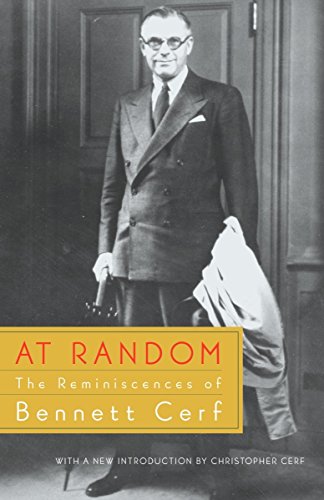 AT RANDOM
The Reminiscences of
Bennett Cerf
WITH A NEW INTRODUCTION BY CHRISTOPHER CERF